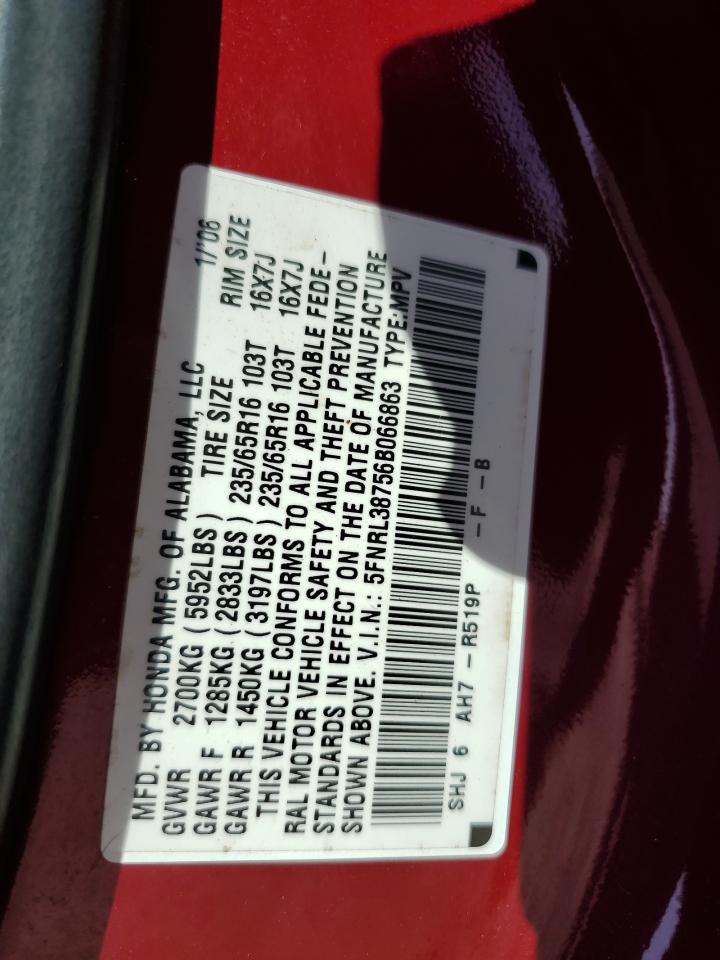 MFD. BY HONDA MFG. OF ALABAMA, LLC 1/'06
GVWR 2700KG (5952LBS) TIRE SIZE RIM SIZE
GAWR F 1285KG (2833LBS) 235/65R16 103T 16X7J
GAWR R 1450KG (3197LBS) 235/65R16 103T 16X7J
THIS VEHICLE CONFORMS TO ALL APPLICABLE FEDE-
RAL MOTOR VEHICLE SAFETY AND THEFT PREVENTION
STANDARDS IN EFFECT ON THE DATE OF MANUFACTURE
SHOWN ABOVE. V.I.N.: 5FNRL38756B066863 TYPE:MPV
SHJ 6 AH7 -R519P -F -B